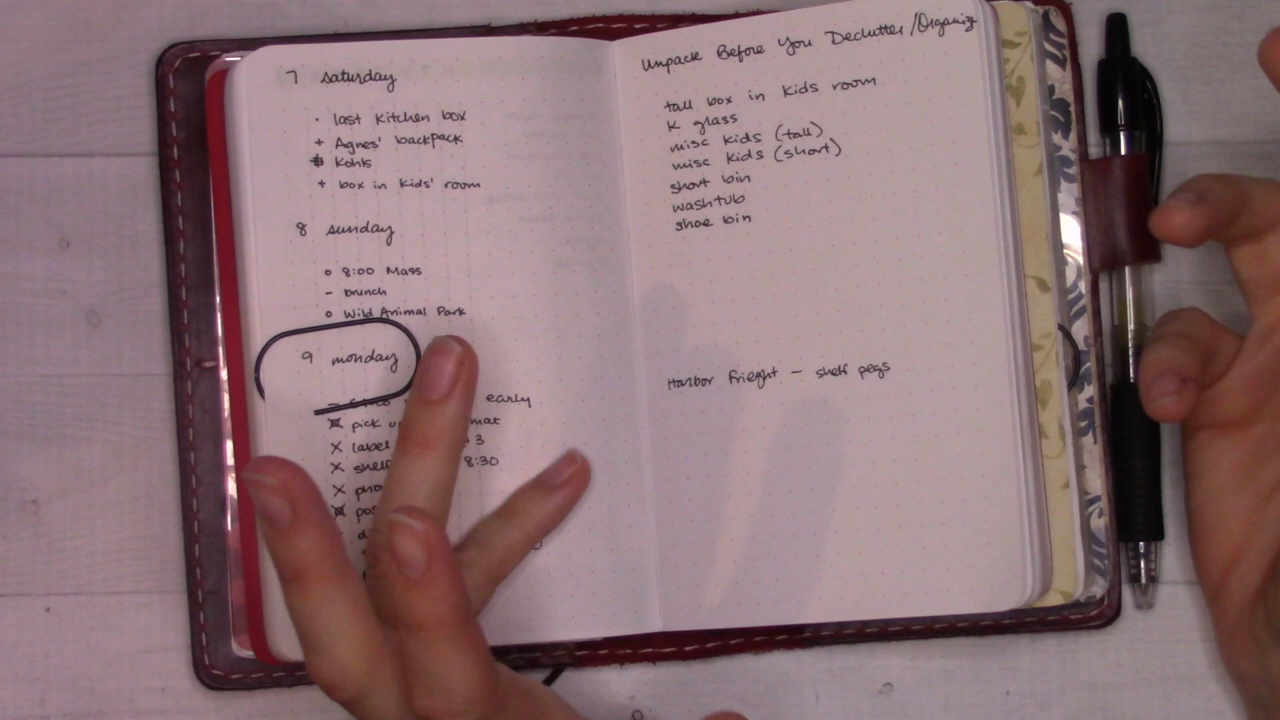 7 saturday
· last kitchen box
+ Agnes' backpack
Kohls
+ box in kids' room
8 sunday
o 8:00 Mass
- brunch
o Wild Animal Park
9 monday
early
pick mat
X label 3
X shelf 8:30
X
Unpack Before You Declutter/Organize
tall box in kids room
k glass
misc kids (tall)
misc kids (short)
short bin
washtub
shoe bin
Harbor Frieght - shelf pegs